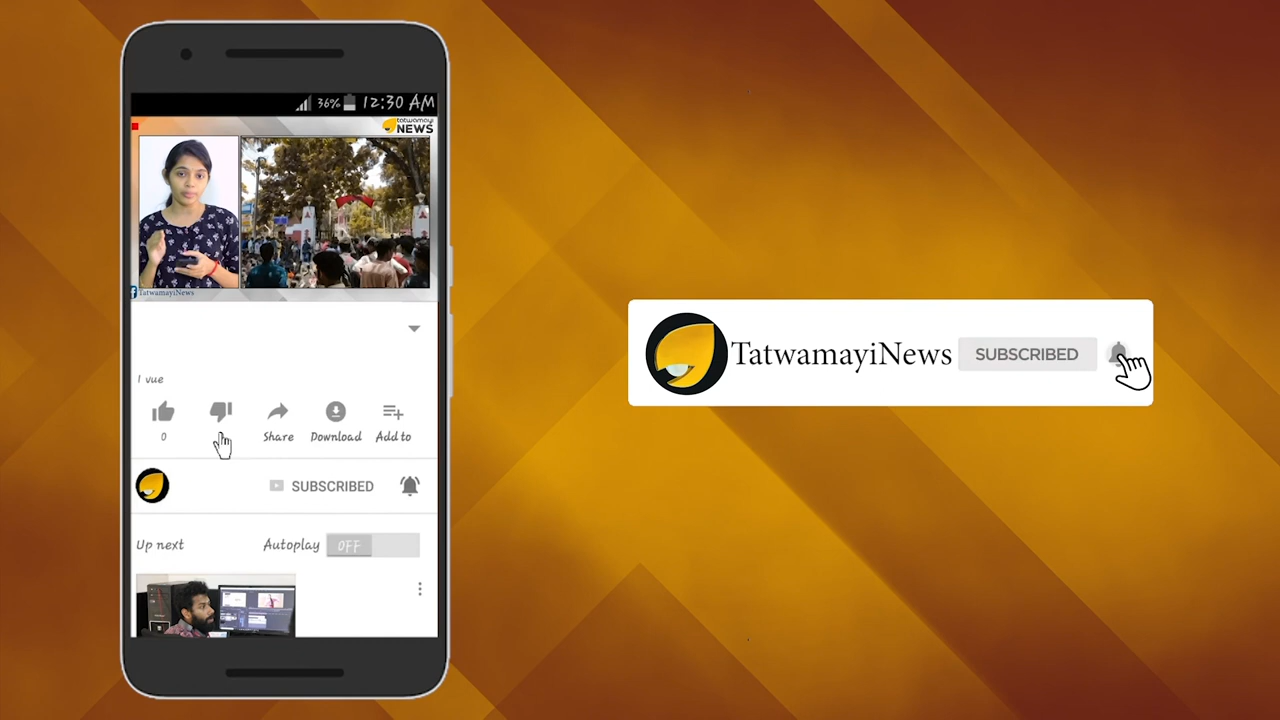 36% 12:30 AM
tatwamayi
NEWS
TatwamayiNews
1 vue
0
Share
Download
Add to
SUBSCRIBED
Up next
Autoplay
OFF
TatwamayiNews
SUBSCRIBED